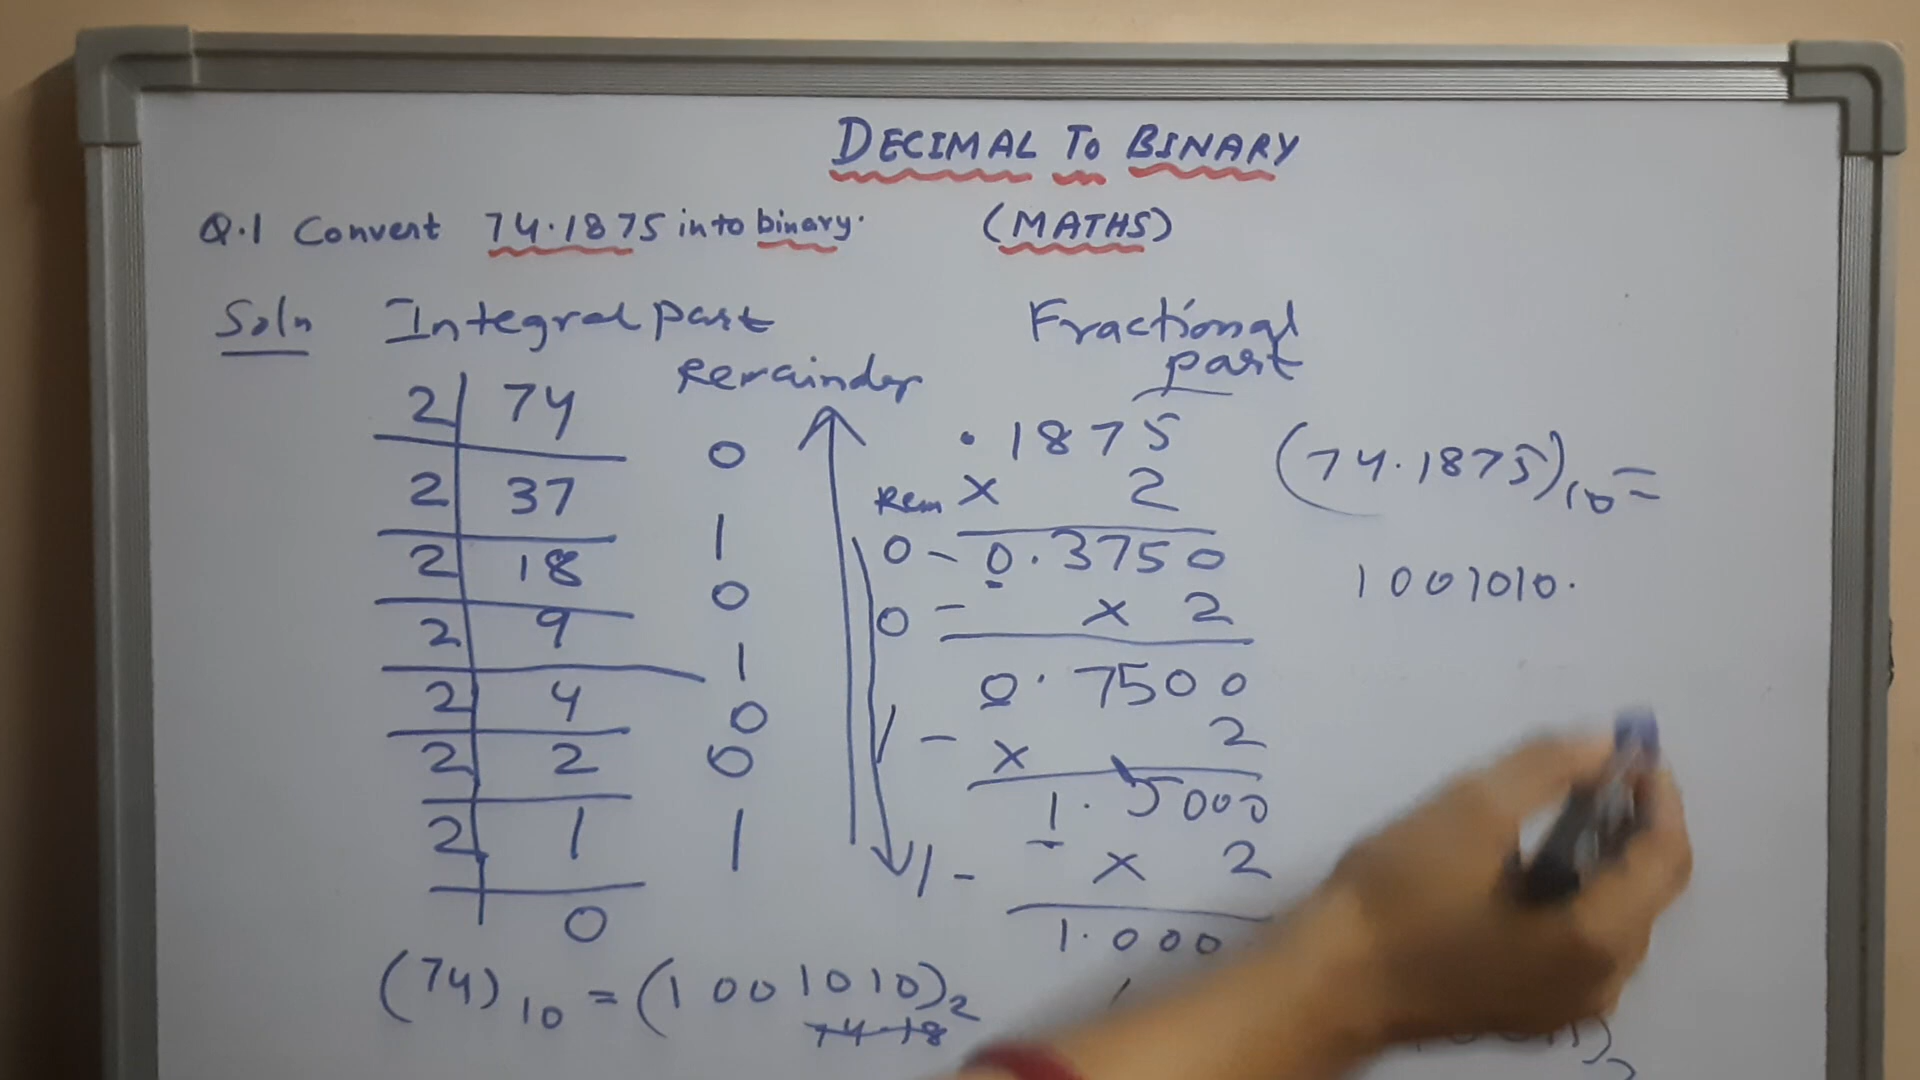 DECIMAL TO BINARY
Q.1 Convert 74.1875 into binary. (MATHS)
Soln Integral part
Remainder
2 74
0
2 37
1
2 18
0
2 9
1
2 4
0
2 2
0
2 1
1
0
(74)10 = (1001010)2
74.18
Fractional
part
.1875
Rem x 2
0 - 0.3750
0 - x 2
0.7500
1 - x 2
1.5000
1 - x 2
1.000
(74.1875)10 =
1001010.